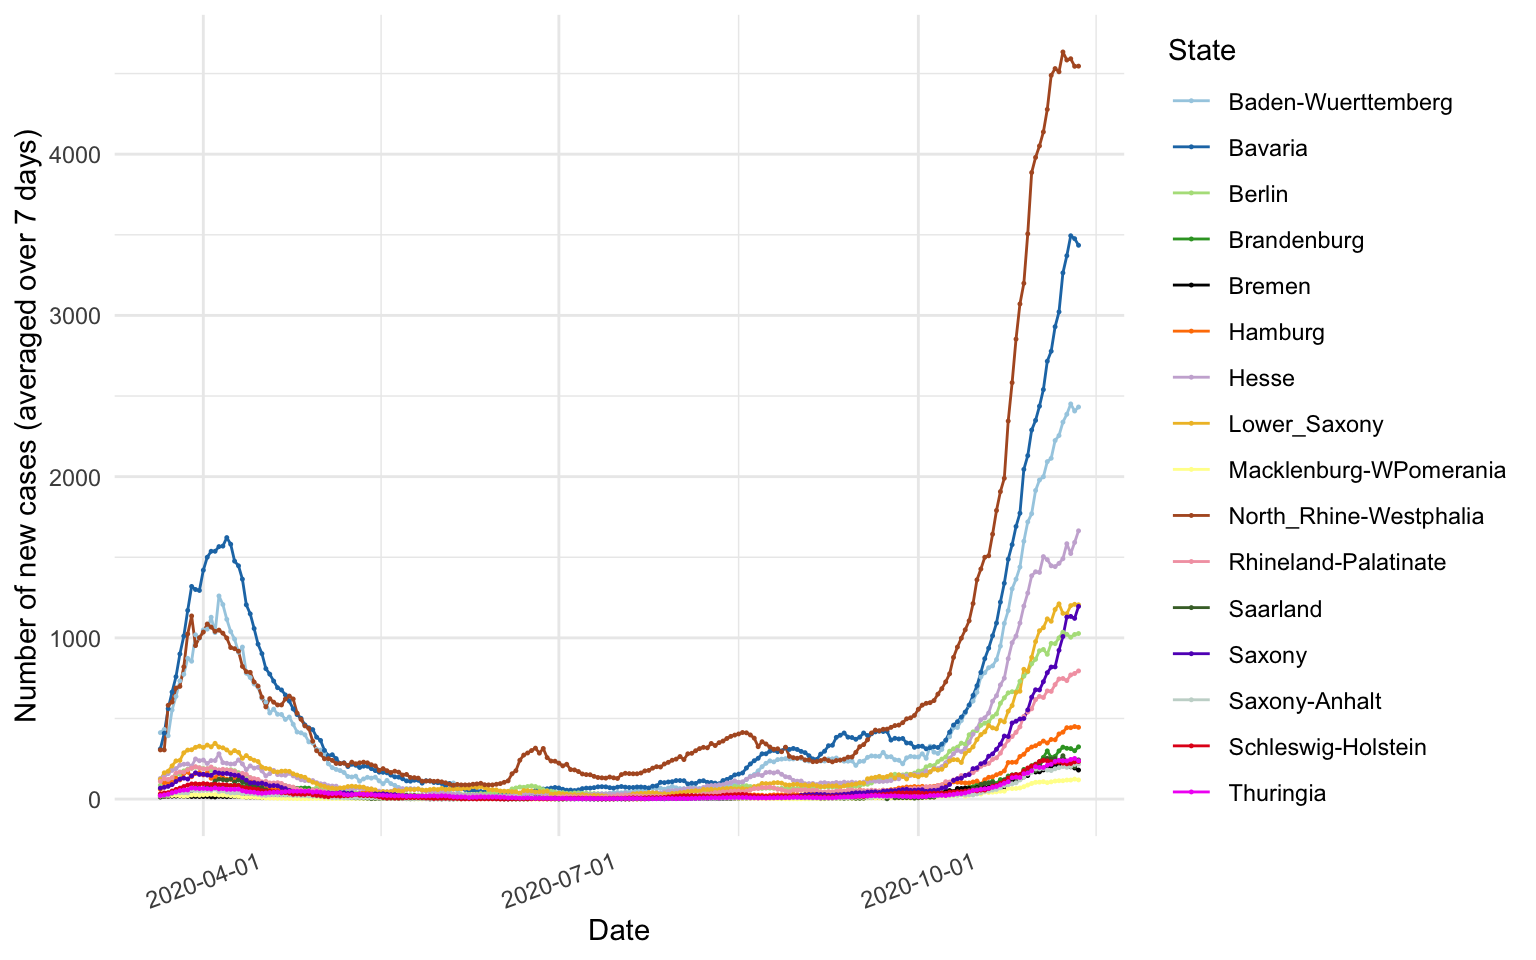 Number of new cases (averaged over 7 days)
4000
3000
2000
1000
0
2020-04-01
2020-07-01
2020-10-01
Date
State
Baden-Wuerttemberg
Bavaria
Berlin
Brandenburg
Bremen
Hamburg
Hesse
Lower_Saxony
Macklenburg-WPomerania
North_Rhine-Westphalia
Rhineland-Palatinate
Saarland
Saxony
Saxony-Anhalt
Schleswig-Holstein
Thuringia